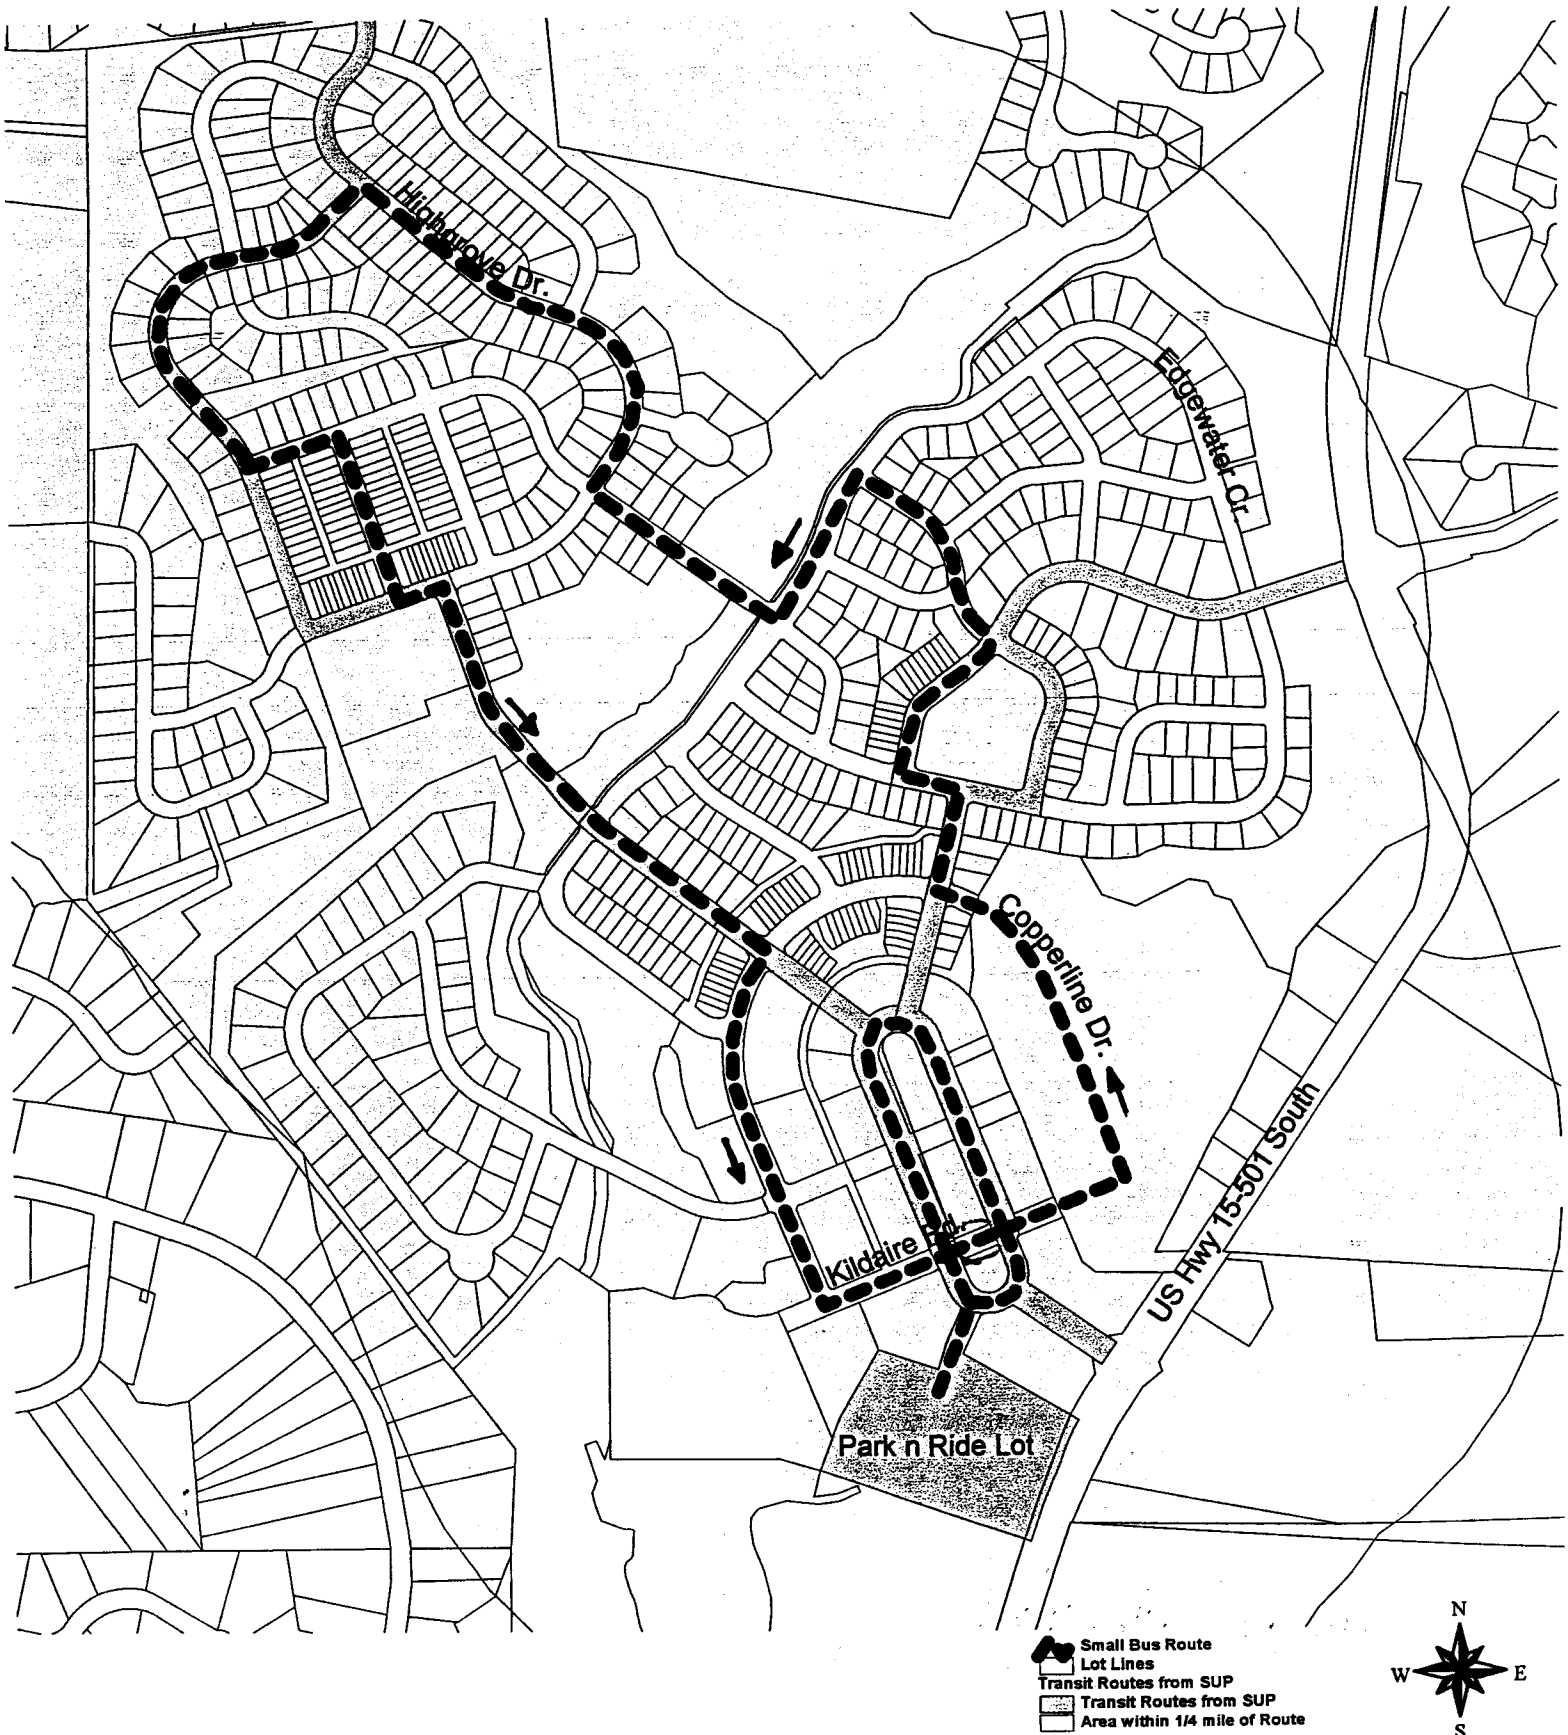 Highgrove Dr.
Edgewater Cr.
Copperline Dr.
US Hwy 15-501 South
Kildaire Rd.
Park n Ride Lot
Small Bus Route
Lot Lines
Transit Routes from SUP
Transit Routes from SUP
Area within 1/4 mile of Route
N
W
E
S